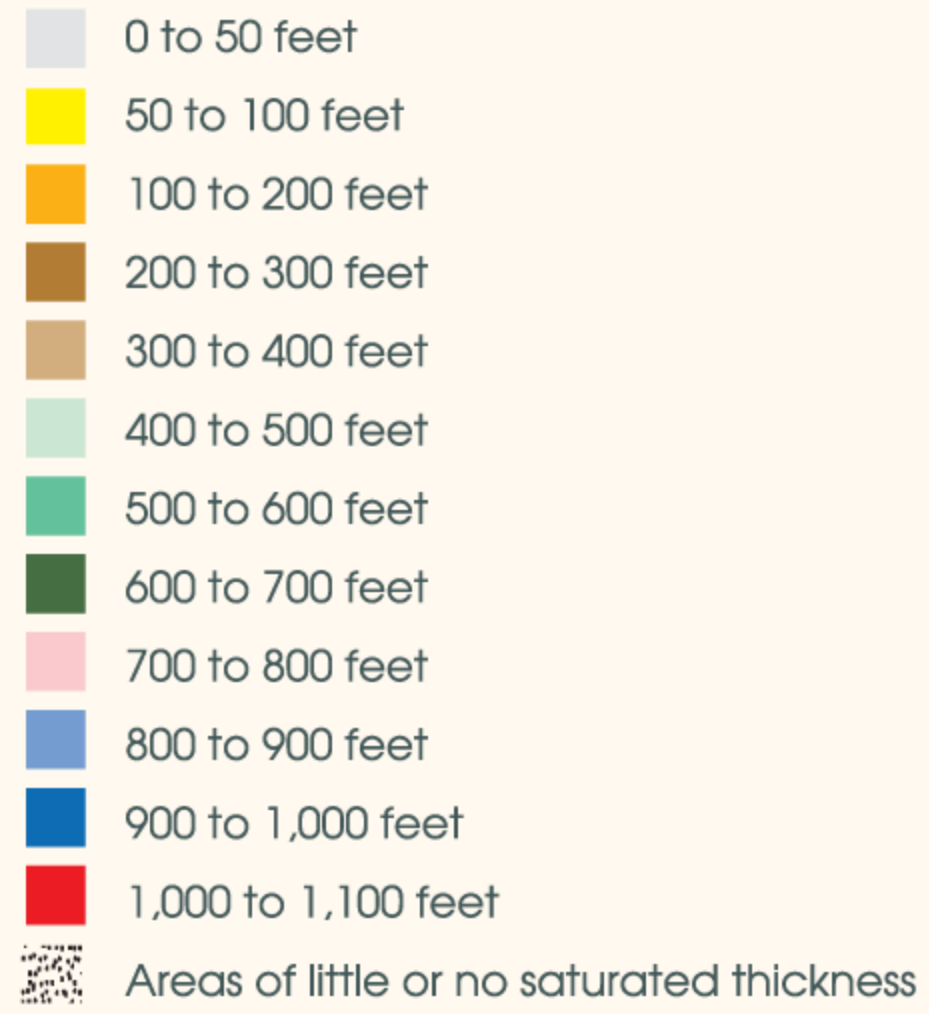 0 to 50 feet
50 to 100 feet
100 to 200 feet
200 to 300 feet
300 to 400 feet
400 to 500 feet
500 to 600 feet
600 to 700 feet
700 to 800 feet
800 to 900 feet
900 to 1,000 feet
1,000 to 1,100 feet
Areas of little or no saturated thickness